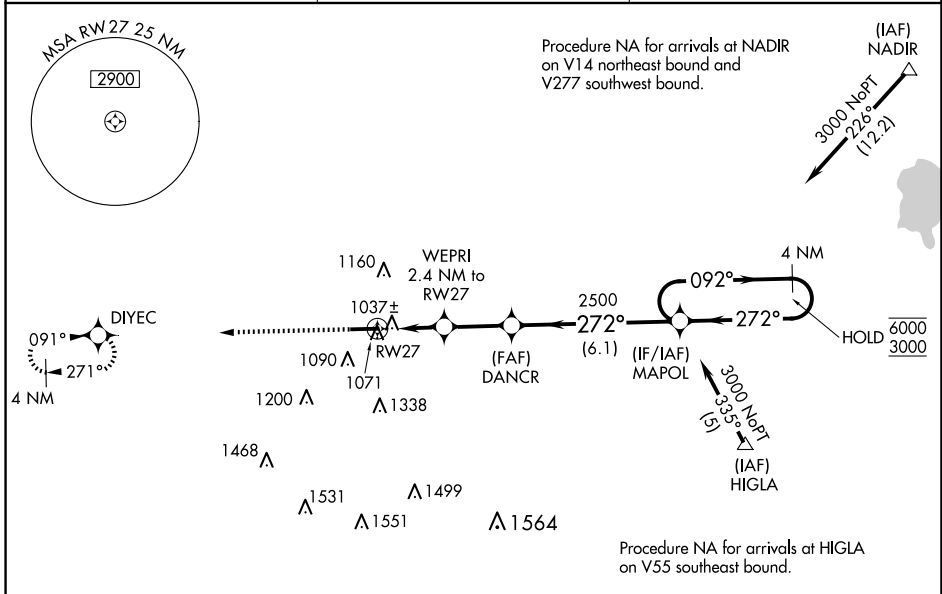 MSA RW27 25 NM
2900
Procedure NA for arrivals at NADIR
on V14 northeast bound and
V277 southwest bound.
(IAF)
NADIR
3000 NoPT
226°
(12.2)
1160
WEPRI
2.4 NM to
RW27
4 NM
092°
1037±
2500
272°
(6.1)
272°
HOLD
6000
3000
DIYEC
091°
271°
4 NM
RW27
1090
1071
(FAF)
DANCR
(IF/IAF)
MAPOL
1200
1338
3000 NoPT
335°
(5)
(IAF)
HIGLA
1468
1531
1551
1499
1564
Procedure NA for arrivals at HIGLA
on V55 southeast bound.